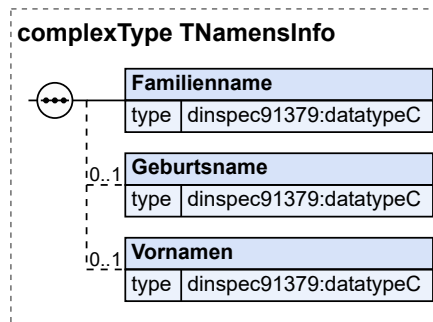 complexType TNamensInfo
Familienname
type dinspec91379:datatypeC
0..1 Geburtsname
type dinspec91379:datatypeC
0..1 Vornamen
type dinspec91379:datatypeC